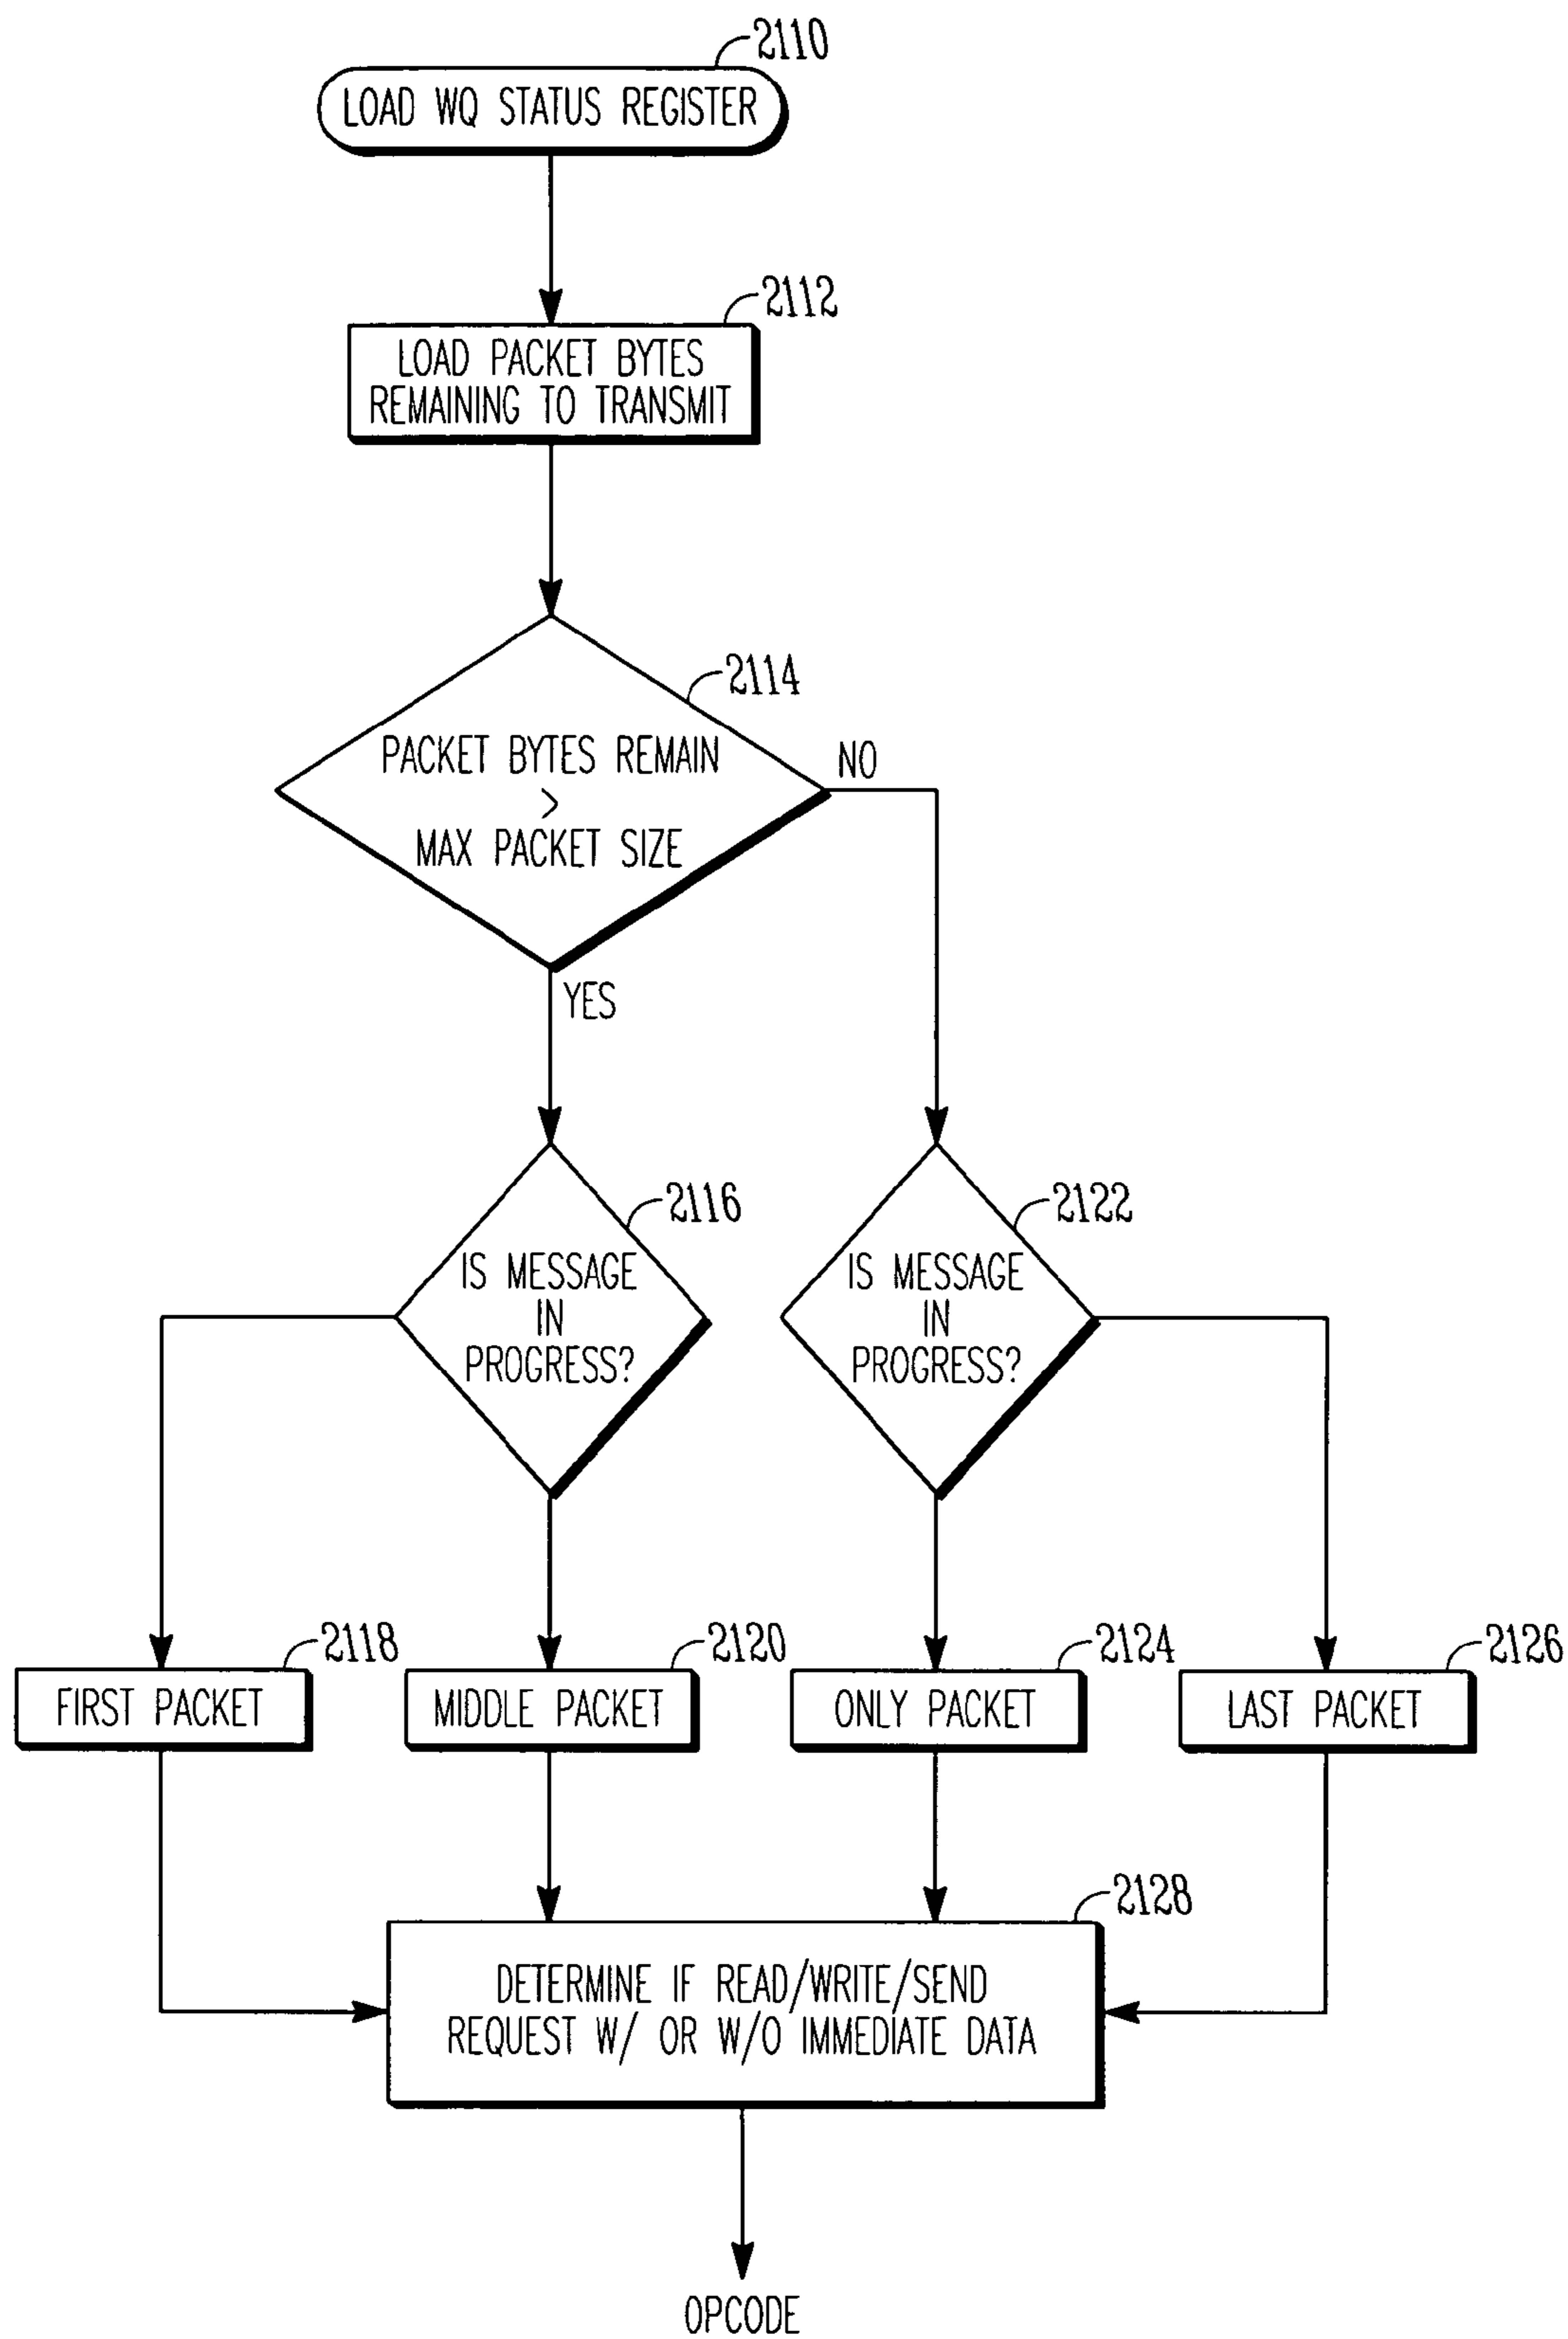 2110
LOAD WQ STATUS REGISTER
2112
LOAD PACKET BYTES
REMAINING TO TRANSMIT
2114
PACKET BYTES REMAIN
>
MAX PACKET SIZE
NO
YES
2116
IS MESSAGE
IN
PROGRESS?
2122
IS MESSAGE
IN
PROGRESS?
2118
FIRST PACKET
2120
MIDDLE PACKET
2124
ONLY PACKET
2126
LAST PACKET
2128
DETERMINE IF READ/WRITE/SEND
REQUEST W/ OR W/O IMMEDIATE DATA
OPCODE